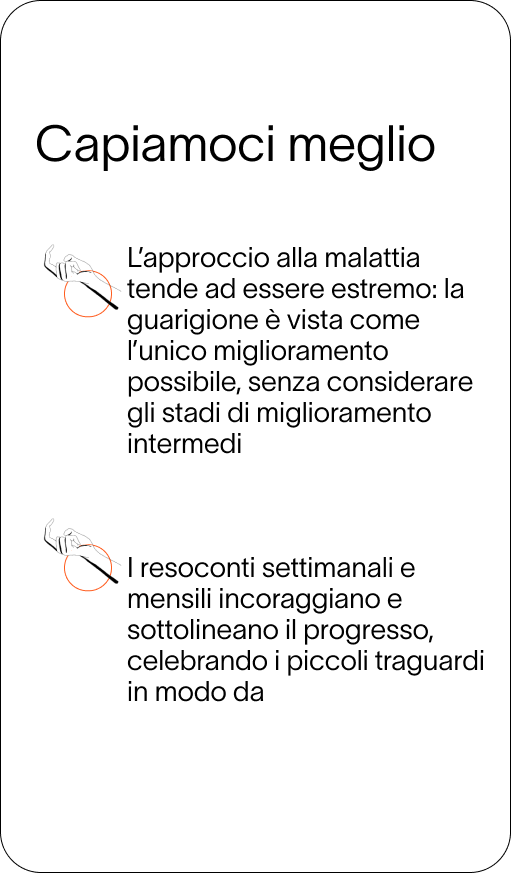 Capiamoci meglio
L’approccio alla malattia
tende ad essere estremo: la
guarigione è vista come
l’unico miglioramento
possibile, senza considerare
gli stadi di miglioramento
intermedi
I resoconti settimanali e
mensili incoraggiano e
sottolineano il progresso,
celebrando i piccoli traguardi
in modo da